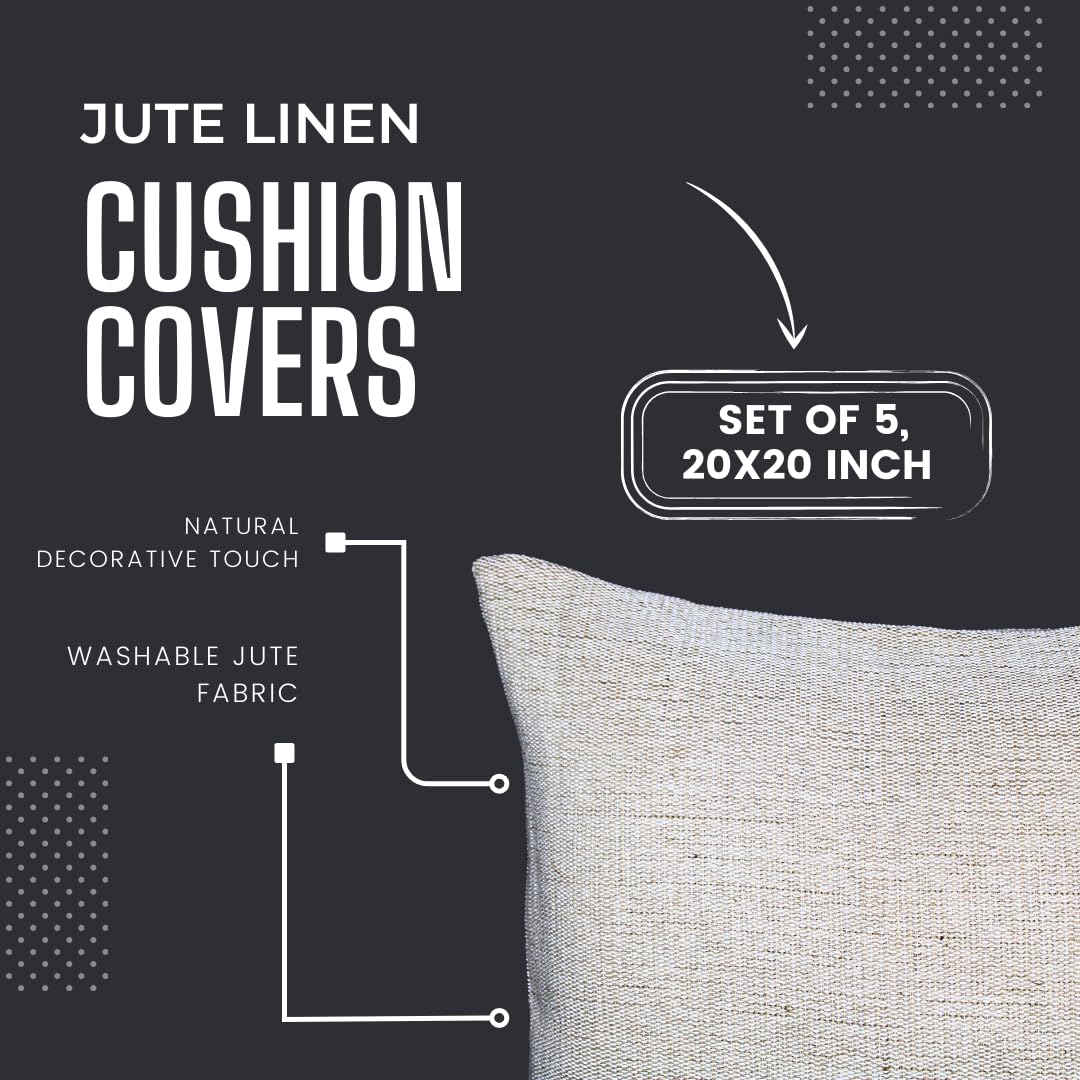 JUTE LINEN
CUSHION
COVERS
SET OF 5,
20X20 INCH
NATURAL
DECORATIVE TOUCH
WASHABLE JUTE
FABRIC